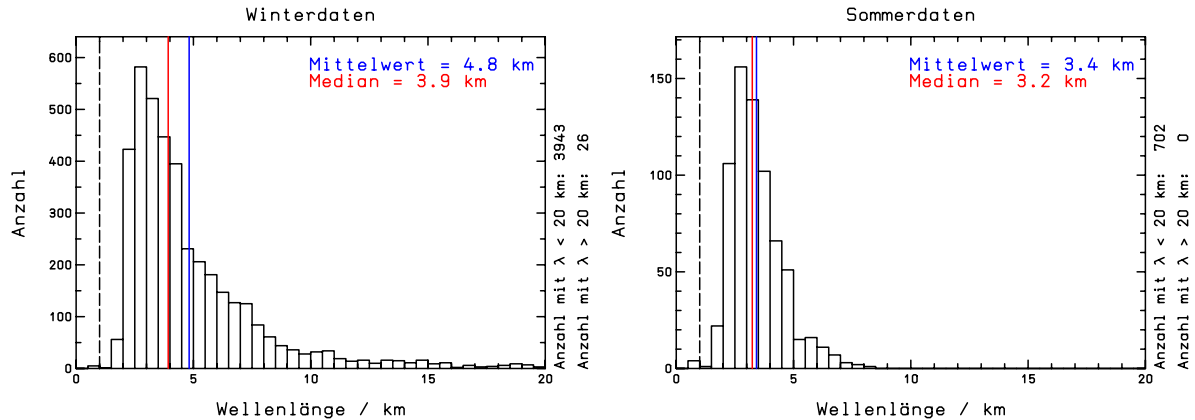 Winterdaten
Mittelwert = 4.8 km
Median = 3.9 km
Anzahl
600
500
400
300
200
100
0
0 5 10 15 20
Wellenlänge / km
Anzahl mit λ < 20 km: 3943
Anzahl mit λ > 20 km: 26
Sommerdaten
Mittelwert = 3.4 km
Median = 3.2 km
Anzahl
150
100
50
0
0 5 10 15 20
Wellenlänge / km
Anzahl mit λ < 20 km: 702
Anzahl mit λ > 20 km: 0